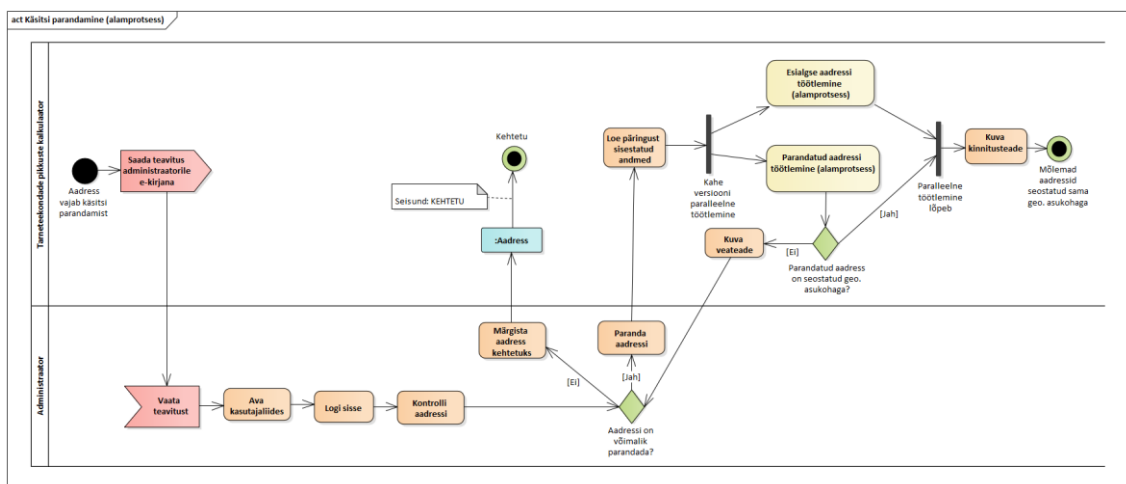 act Käsitsi parandamine (alamprotsess)
Tarneteekondade pikkuste kalkulaator
Aadress
vajab käsitsi
parandamist
Saada teavitus
administraatorile
e-kirjana
Kehtetu
Seisund: KEHTETU
:Aadress
Loe päringust
sisestatud
andmed
Kahe
versiooni
paralleelne
töötlemine
Esialgse aadressi
töötlemine
(alamprotsess)
Parandatud aadressi
töötlemine (alamprotsess)
Paralleelne
töötlemine
lõpeb
Kuva
kinnitusteade
Mõlemad
aadressid
seostatud sama
geo. asukohaga
[Jah]
[Ei]
Kuva
veateade
Parandatud aadress
on seostatud geo.
asukohaga?
Administraator
Vaata
teavitust
Ava
kasutajaliides
Logi sisse
Kontrolli
aadressi
Märgista
aadress
kehtetuks
Paranda
aadressi
[Ei]
[Jah]
Aadressi on
võimalik
parandada?